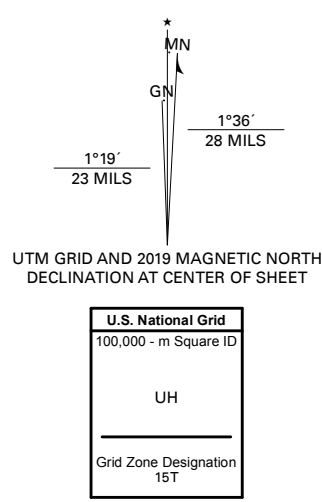 ★
MN
GN
1°36´
28 MILS
1°19´
23 MILS
UTM GRID AND 2019 MAGNETIC NORTH
DECLINATION AT CENTER OF SHEET
U.S. National Grid
100,000 - m Square ID
UH
Grid Zone Designation
15T